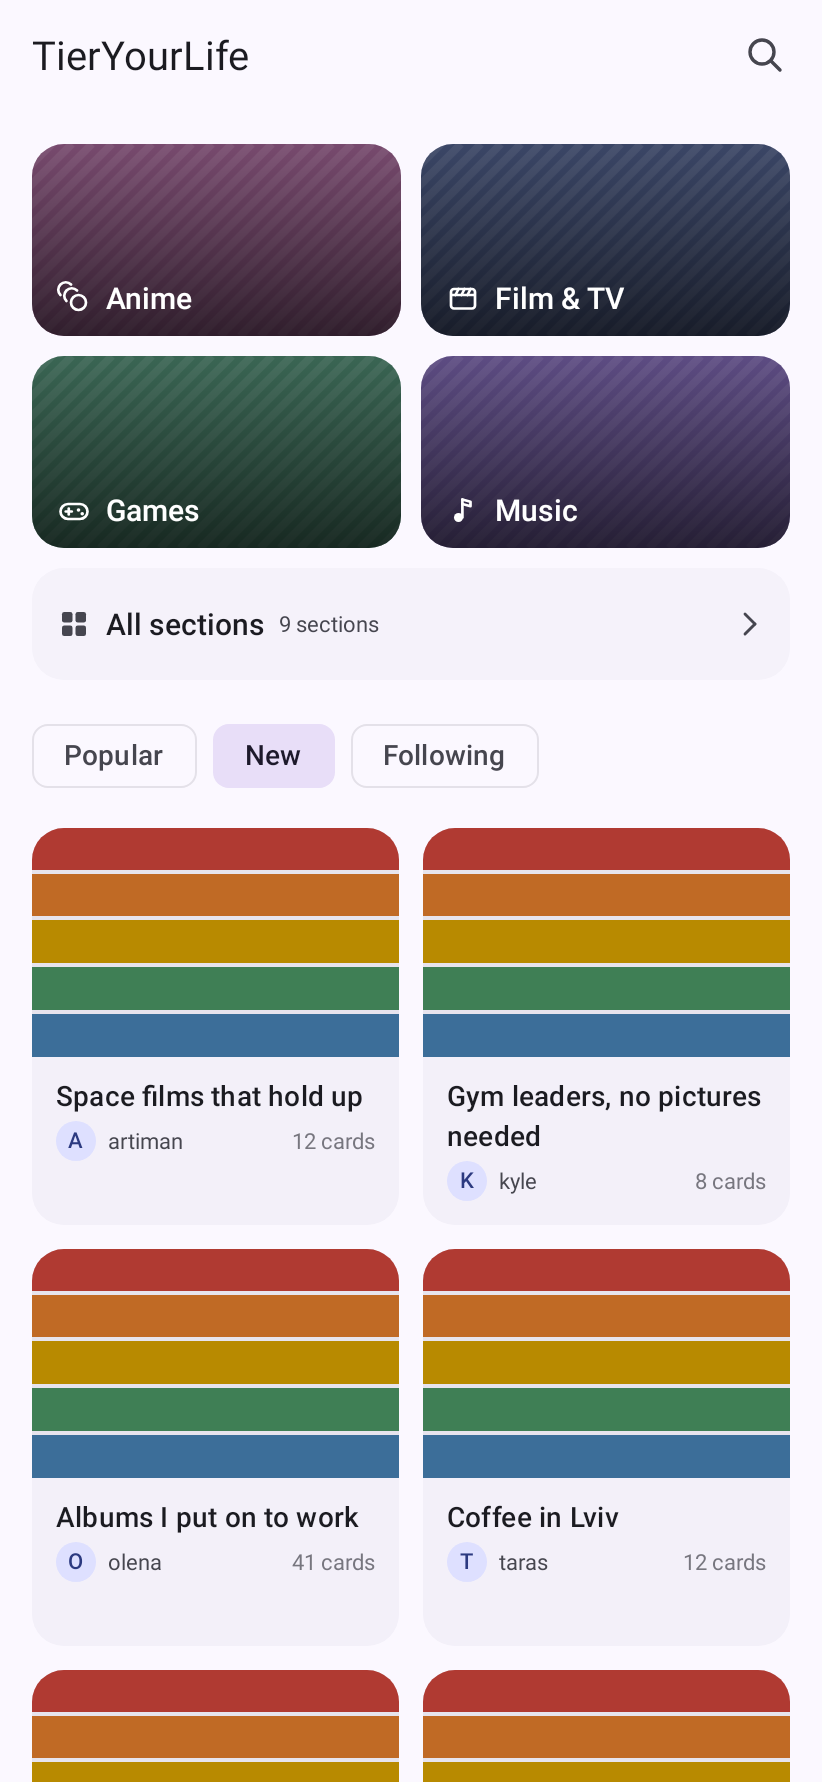 TierYourLife
Anime
Film & TV
Games
Music
All sections 9 sections
Popular
New
Following
Space films that hold up
A artiman 12 cards
Gym leaders, no pictures
needed
K kyle 8 cards
Albums I put on to work
O olena 41 cards
Coffee in Lviv
T taras 12 cards